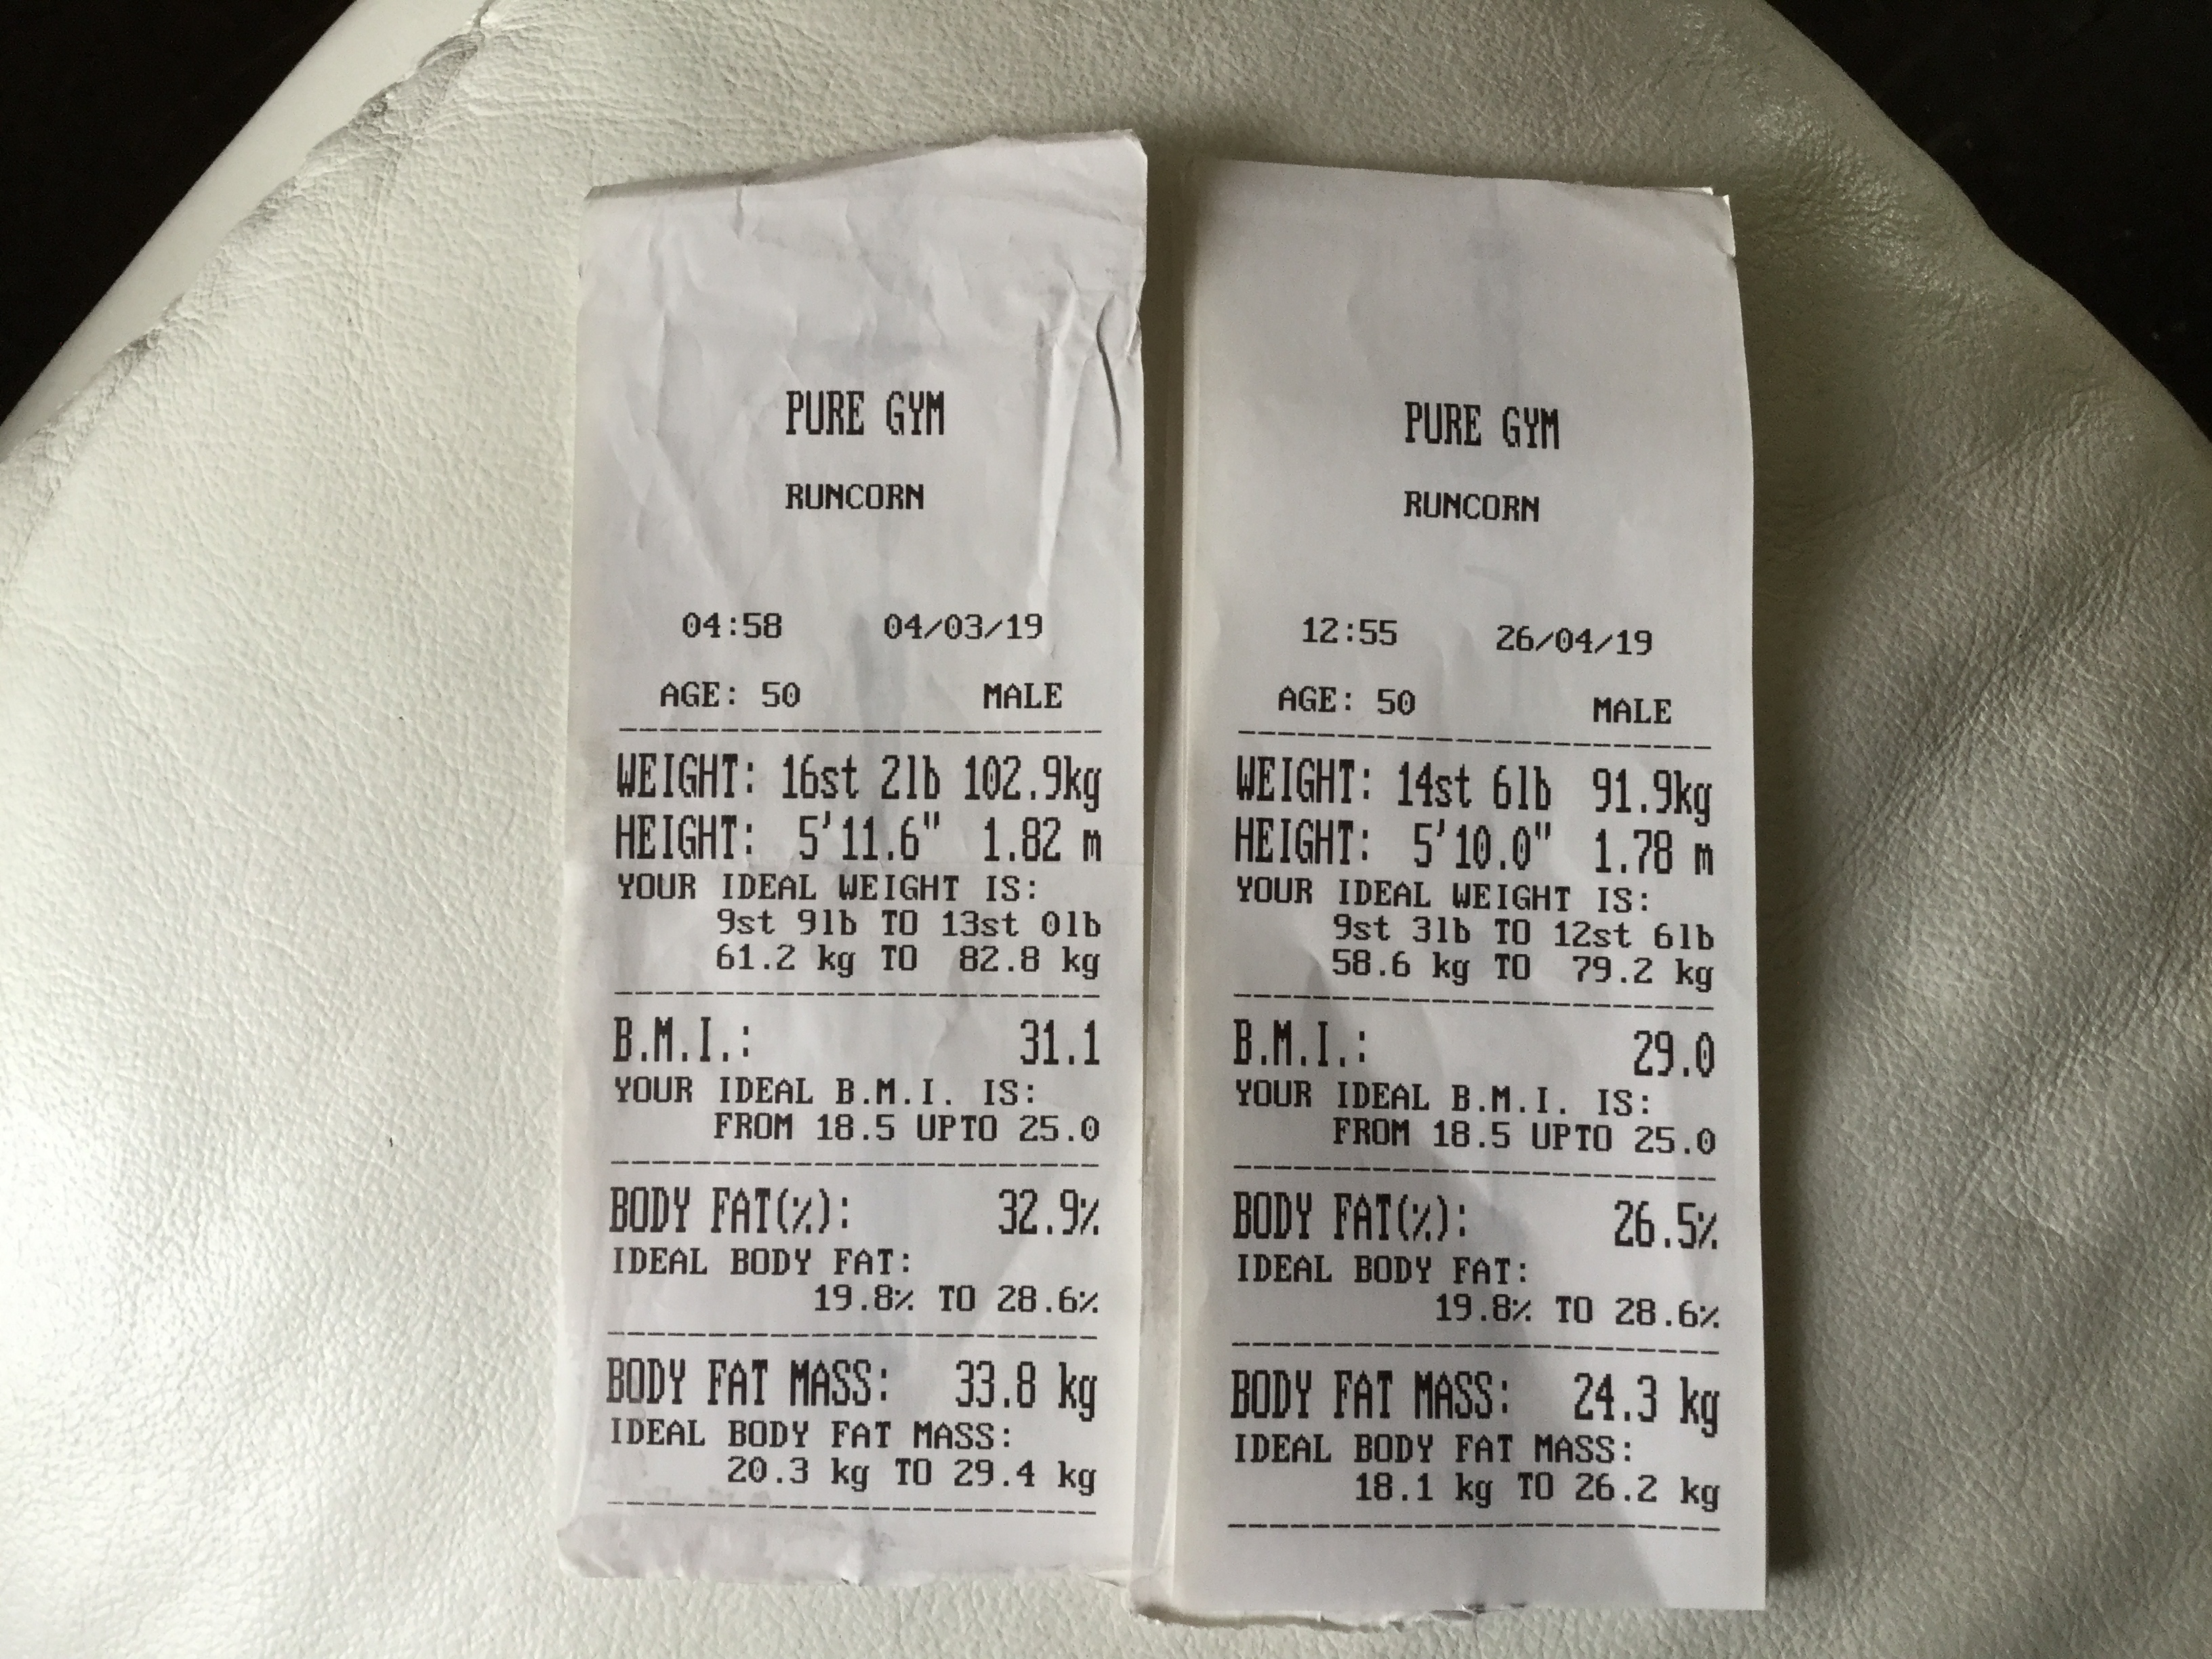 PURE GYM
RUNCORN
04:58 04/03/19
AGE: 50 MALE
WEIGHT: 16st 2lb 102.9kg
HEIGHT: 5'11.6" 1.82 m
YOUR IDEAL WEIGHT IS:
9st 9lb TO 13st 0lb
61.2 kg TO 82.8 kg
B.M.I.: 31.1
YOUR IDEAL B.M.I. IS:
FROM 18.5 UPTO 25.0
BODY FAT(%): 32.9%
IDEAL BODY FAT:
19.8% TO 28.6%
BODY FAT MASS: 33.8 kg
IDEAL BODY FAT MASS:
20.3 kg TO 29.4 kg
PURE GYM
RUNCORN
12:55 26/04/19
AGE: 50 MALE
WEIGHT: 14st 6lb 91.9kg
HEIGHT: 5'10.0" 1.78 m
YOUR IDEAL WEIGHT IS:
9st 3lb TO 12st 6lb
58.6 kg TO 79.2 kg
B.M.I.: 29.0
YOUR IDEAL B.M.I. IS:
FROM 18.5 UPTO 25.0
BODY FAT(%): 26.5%
IDEAL BODY FAT:
19.8% TO 28.6%
BODY FAT MASS: 24.3 kg
IDEAL BODY FAT MASS:
18.1 kg TO 26.2 kg